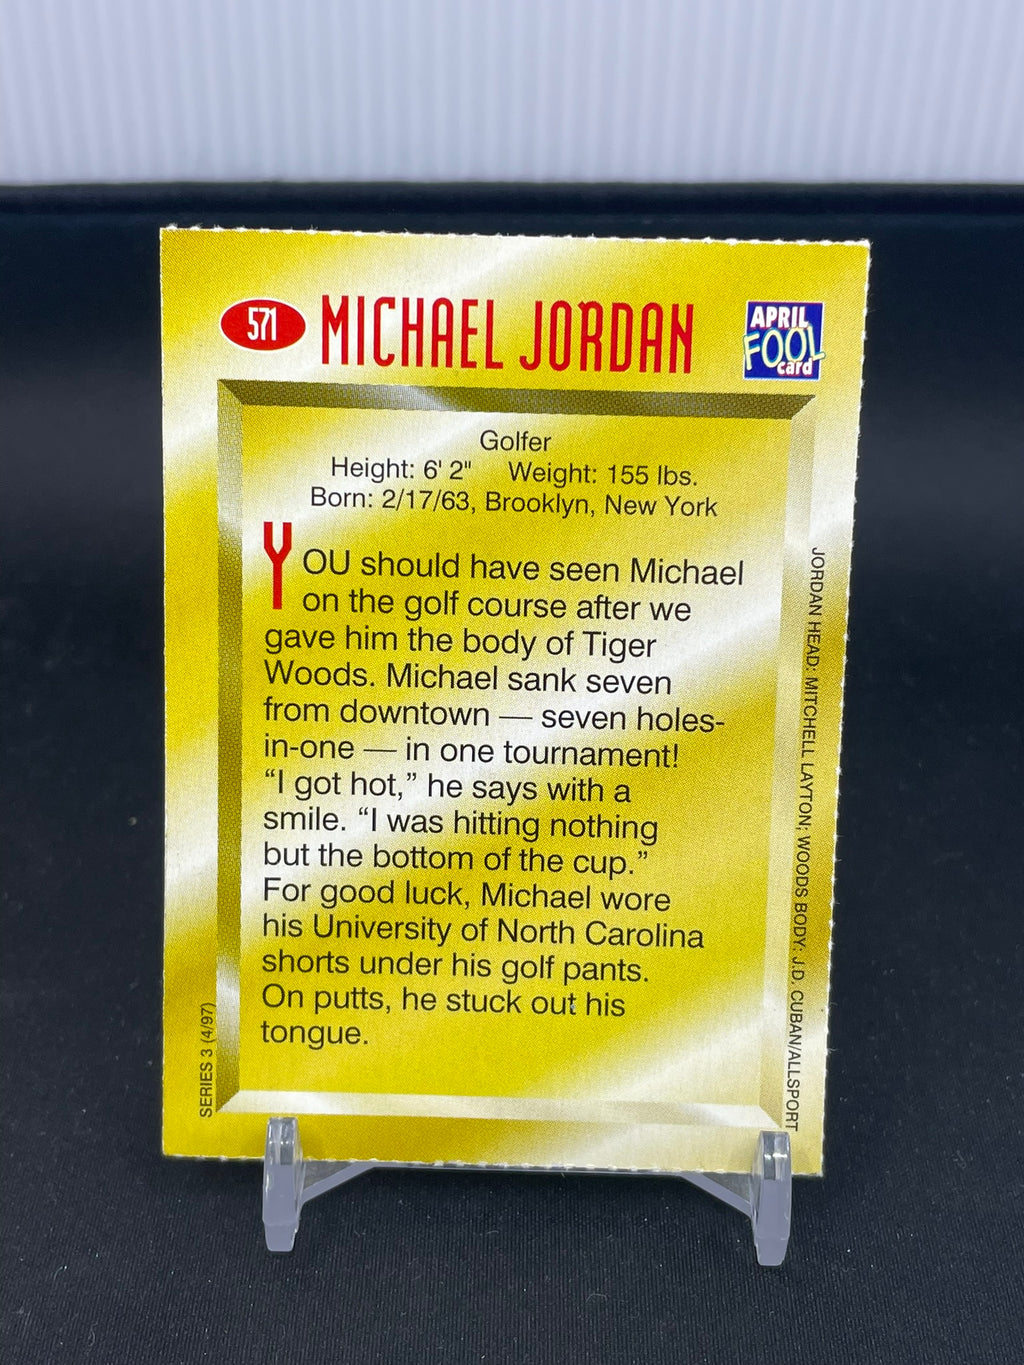 571
MICHAEL JORDAN
APRIL
FOOL
card
Golfer
Height: 6' 2" Weight: 155 lbs.
Born: 2/17/63, Brooklyn, New York
YOU should have seen Michael
on the golf course after we
gave him the body of Tiger
Woods. Michael sank seven
from downtown — seven holes-
in-one — in one tournament!
“I got hot,” he says with a
smile. “I was hitting nothing
but the bottom of the cup.”
For good luck, Michael wore
his University of North Carolina
shorts under his golf pants.
On putts, he stuck out his
tongue.
SERIES 3 (4/97)
JORDAN HEAD: MITCHELL LAYTON; WOODS BODY: J.D. CUBAN/ALLSPORT